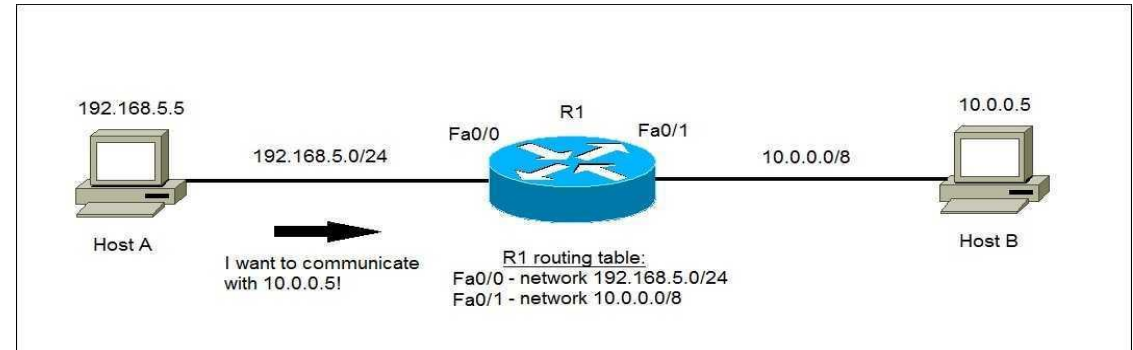 192.168.5.5
R1
10.0.0.5
Fa0/0
Fa0/1
192.168.5.0/24
10.0.0.0/8
Host A
Host B
I want to communicate
with 10.0.0.5!
R1 routing table:
Fa0/0 - network 192.168.5.0/24
Fa0/1 - network 10.0.0.0/8